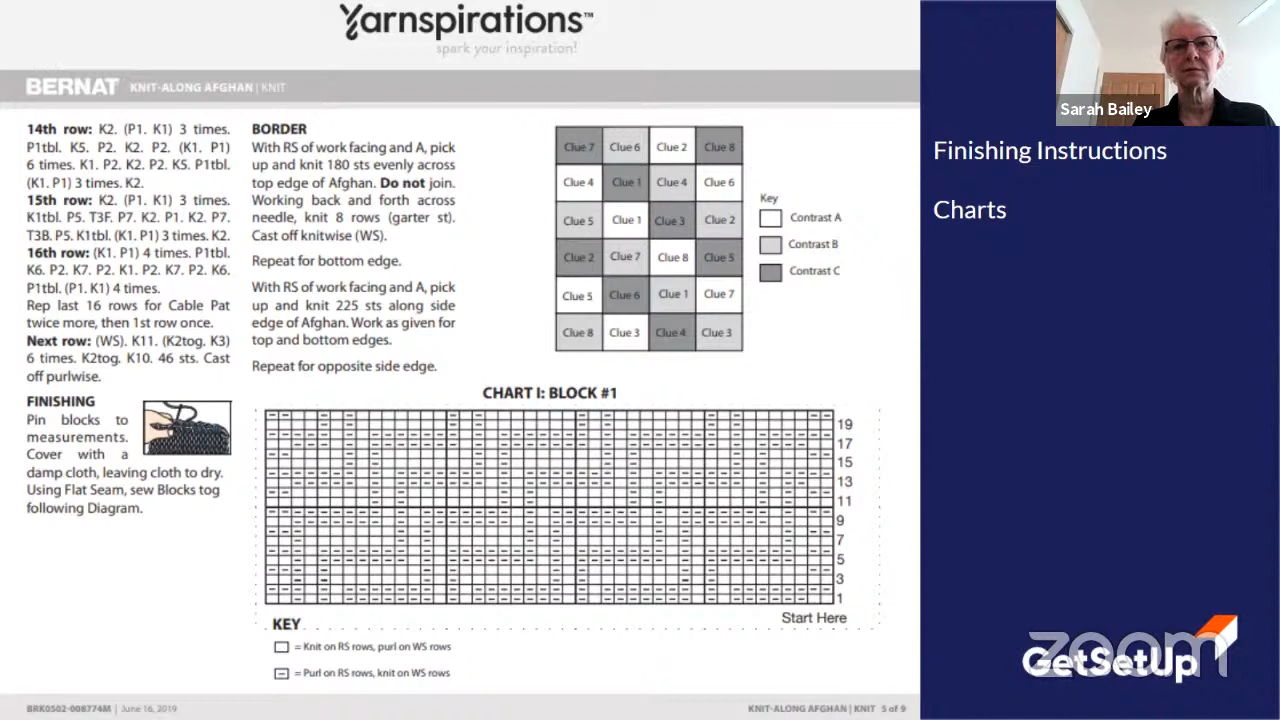 Yarnspirations™
spark your inspiration!
BERNAT KNIT-ALONG AFGHAN | KNIT
14th row: K2. (P1. K1) 3 times.
P1tbl. K5. P2. K2. P2. (K1. P1)
6 times. K1. P2. K2. P2. K5. P1tbl.
(K1. P1) 3 times. K2.
15th row: K2. (P1. K1) 3 times.
K1tbl. P5. T3F. P7. K2. P1. K2. P7.
T3B. P5. K1tbl. (K1. P1) 3 times. K2.
16th row: (K1. P1) 4 times. P1tbl.
K6. P2. K7. P2. K1. P2. K7. P2. K6.
P1tbl. (P1. K1) 4 times.
Rep last 16 rows for Cable Pat
twice more, then 1st row once.
Next row: (WS). K11. (K2tog. K3)
6 times. K2tog. K10. 46 sts. Cast
off purlwise.
FINISHING
Pin blocks to
measurements.
Cover with a
damp cloth, leaving cloth to dry.
Using Flat Seam, sew Blocks tog
following Diagram.
BORDER
With RS of work facing and A, pick
up and knit 180 sts evenly across
top edge of Afghan. Do not join.
Working back and forth across
needle, knit 8 rows (garter st).
Cast off knitwise (WS).
Repeat for bottom edge.
With RS of work facing and A, pick
up and knit 225 sts along side
edge of Afghan. Work as given for
top and bottom edges.
Repeat for opposite side edge.
Clue 7 Clue 6 Clue 2 Clue 8
Clue 4 Clue 1 Clue 4 Clue 6
Clue 5 Clue 1 Clue 3 Clue 2
Clue 2 Clue 7 Clue 8 Clue 5
Clue 5 Clue 6 Clue 1 Clue 7
Clue 8 Clue 3 Clue 4 Clue 3
Key
Contrast A
Contrast B
Contrast C
CHART I: BLOCK #1
19
17
15
13
11
9
7
5
3
1
Start Here
KEY
= Knit on RS rows, purl on WS rows
= Purl on RS rows, knit on WS rows
BRK0502-008774M | June 16, 2019
KNIT-ALONG AFGHAN | KNIT 5 of 9
Sarah Bailey
Finishing Instructions
Charts
zoom
GetSetUp